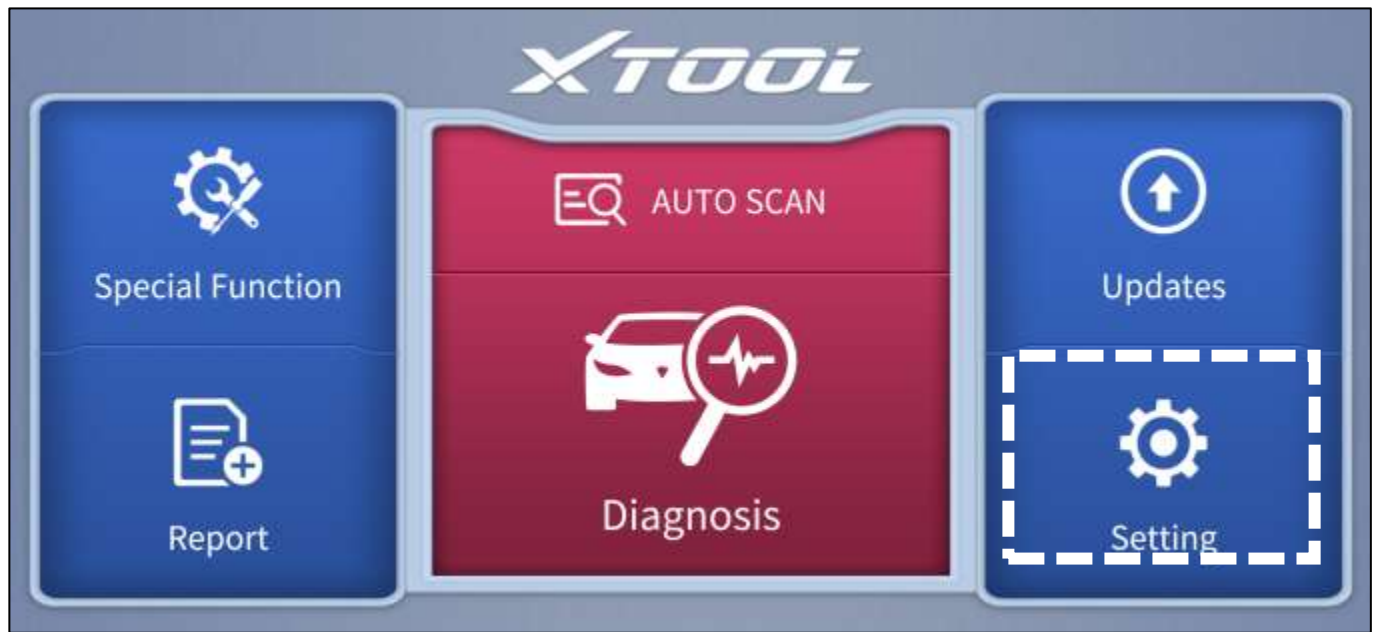 XTOOL
AUTO SCAN
Special Function
Updates
Diagnosis
Report
Setting